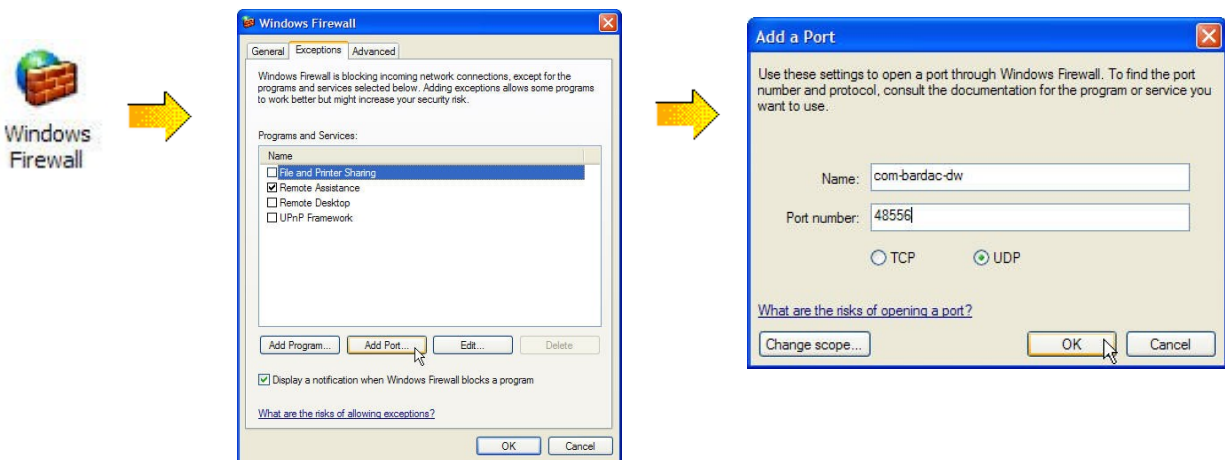 Windows
Firewall
Windows Firewall
General Exceptions Advanced
Windows Firewall is blocking incoming network connections, except for the
programs and services selected below. Adding exceptions allows some programs
to work better but might increase your security risk.
Programs and Services:
Name
File and Printer Sharing
Remote Assistance
Remote Desktop
UPnP Framework
Add Program... Add Port... Edit... Delete
Display a notification when Windows Firewall blocks a program
What are the risks of allowing exceptions?
OK Cancel
Add a Port
Use these settings to open a port through Windows Firewall. To find the port
number and protocol, consult the documentation for the program or service you
want to use.
Name: com-bardac-dw
Port number: 48556
TCP UDP
What are the risks of opening a port?
Change scope... OK Cancel